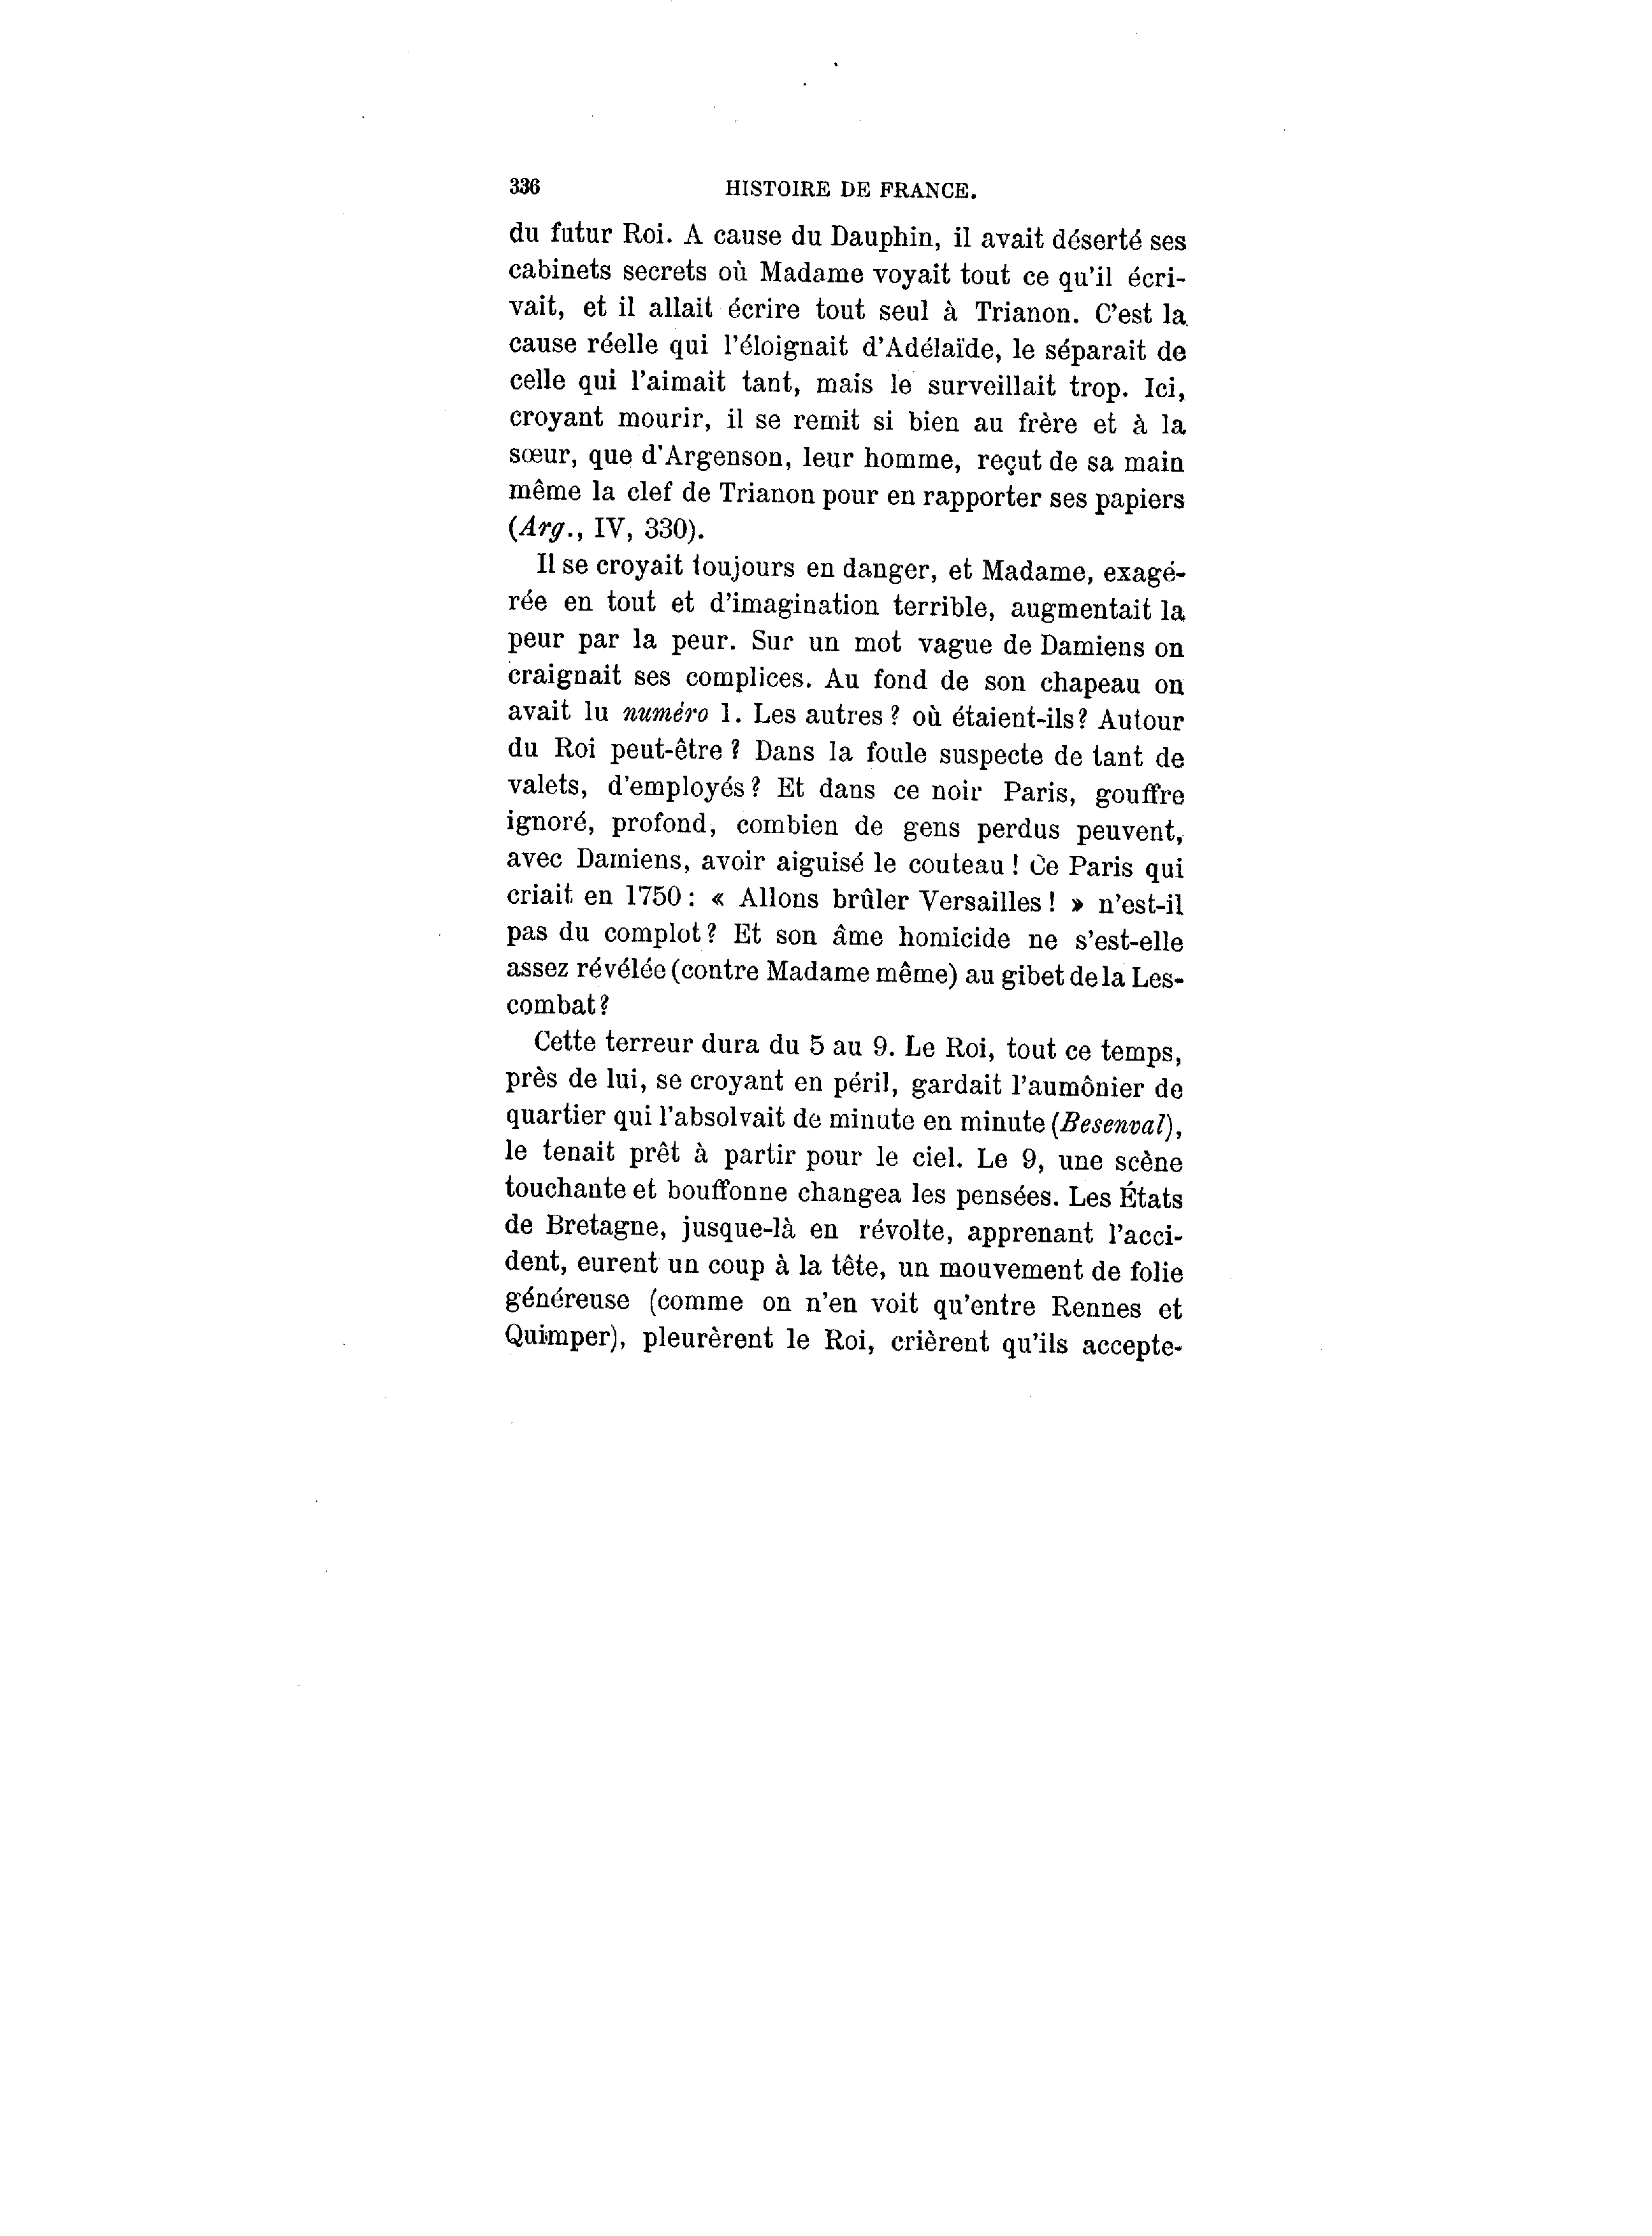 336 HISTOIRE DE FRANCE.
du futur Roi. A cause du Dauphin, il avait déserté ses
cabinets secrets où Madame voyait tout ce qu'il écri-
vait, et il allait écrire tout seul à Trianon. C'est la
cause réelle qui l'éloignait d'Adélaïde, le séparait de
celle qui l'aimait tant, mais le surveillait trop. Ici,
croyant mourir, il se remit si bien au frère et à la
sœur, que d'Argenson, leur homme, reçut de sa main
même la clef de Trianon pour en rapporter ses papiers
(Arg., IV, 330).
Il se croyait toujours en danger, et Madame, exagé-
rée en tout et d'imagination terrible, augmentait la
peur par la peur. Sur un mot vague de Damiens on
craignait ses complices. Au fond de son chapeau on
avait lu numéro 1. Les autres ? où étaient-ils? Autour
du Roi peut-être ? Dans la foule suspecte de tant de
valets, d'employés ? Et dans ce noir Paris, gouffre
ignoré, profond, combien de gens perdus peuvent,
avec Damiens, avoir aiguisé le couteau ! Ce Paris qui
criait en 1750 : « Allons brûler Versailles ! » n'est-il
pas du complot ? Et son âme homicide ne s'est-elle
assez révélée (contre Madame même) au gibet de la Les-
combat ?
Cette terreur dura du 5 au 9. Le Roi, tout ce temps,
près de lui, se croyant en péril, gardait l'aumônier de
quartier qui l'absolvait de minute en minute (Besenval),
le tenait prêt à partir pour le ciel. Le 9, une scène
touchante et bouffonne changea les pensées. Les États
de Bretagne, jusque-là en révolte, apprenant l'acci-
dent, eurent un coup à la tête, un mouvement de folie
généreuse (comme on n'en voit qu'entre Rennes et
Quimper), pleurèrent le Roi, crièrent qu'ils accepte-